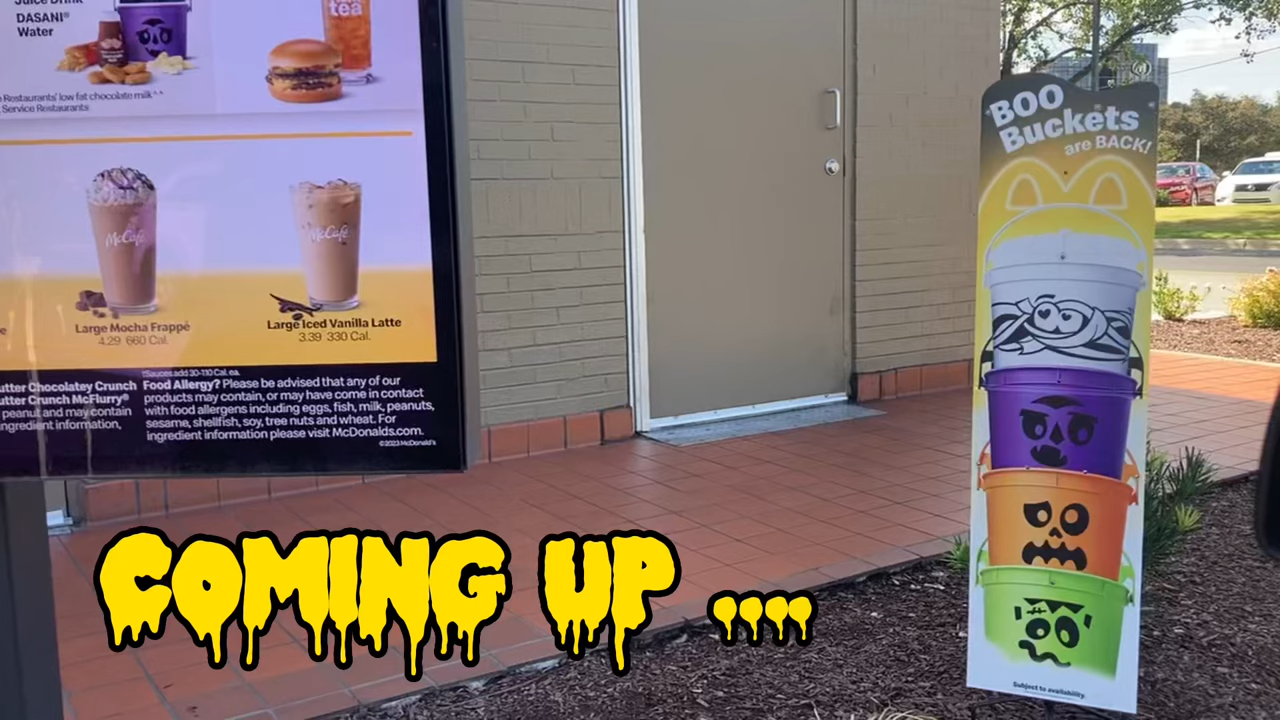 Juice Drink
DASANI®
Water
Restaurants' low fat chocolate milk^^
Service Restaurants
tea
McCafé
McCafé
Large Mocha Frappé
4.29 660 Cal.
Large Iced Vanilla Latte
3.39 330 Cal.
†Sauces add 30-110 Cal. ea.
utter Chocolatey Crunch
utter Crunch McFlurry®
peanut and may contain
ingredient information,
Food Allergy? Please be advised that any of our
products may contain, or may have come in contact
with food allergens including eggs, fish, milk, peanuts,
sesame, shellfish, soy, tree nuts and wheat. For
ingredient information please visit McDonalds.com.
©2023 McDonald's
BOO
Buckets
are BACK!
Subject to availability.
COMING UP ....